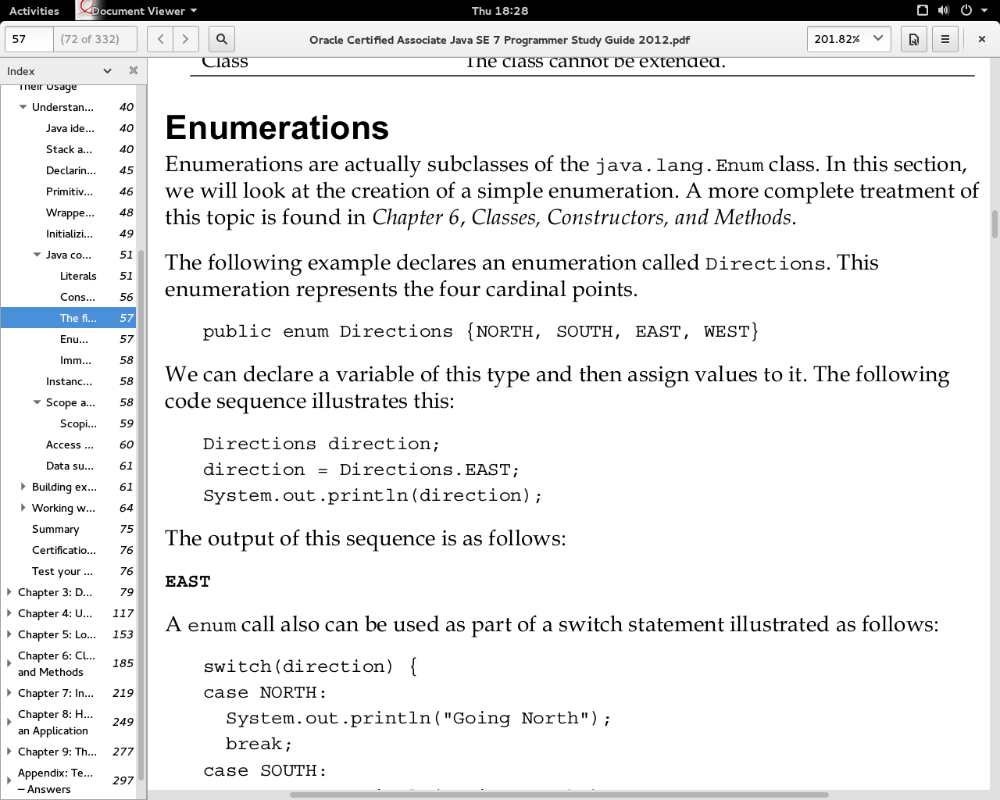 Activities
Document Viewer
Thu 18:28
57
(72 of 332)
Oracle Certified Associate Java SE 7 Programmer Study Guide 2012.pdf
201.82%
Index
Their Usage
Understan... 40
Java ide... 40
Stack a... 40
Declarin... 45
Primitiv... 46
Wrappe... 48
Initializi... 49
Java co... 51
Literals 51
Cons... 56
The fi... 57
Enu... 57
Imm... 58
Instanc... 58
Scope a... 58
Scopi... 59
Access ... 60
Data su... 61
Building ex... 61
Working w... 64
Summary 75
Certificatio... 76
Test your ... 76
Chapter 3: D... 79
Chapter 4: U... 117
Chapter 5: Lo... 153
Chapter 6: Cl...
and Methods 185
Chapter 7: In... 219
Chapter 8: H...
an Application 249
Chapter 9: Th... 277
Appendix: Te...
– Answers 297
Class The class cannot be extended.
Enumerations
Enumerations are actually subclasses of the java.lang.Enum class. In this section,
we will look at the creation of a simple enumeration. A more complete treatment of
this topic is found in Chapter 6, Classes, Constructors, and Methods.
The following example declares an enumeration called Directions. This
enumeration represents the four cardinal points.
public enum Directions {NORTH, SOUTH, EAST, WEST}
We can declare a variable of this type and then assign values to it. The following
code sequence illustrates this:
Directions direction;
direction = Directions.EAST;
System.out.println(direction);
The output of this sequence is as follows:
EAST
A enum call also can be used as part of a switch statement illustrated as follows:
switch(direction) {
case NORTH:
System.out.println("Going North");
break;
case SOUTH: